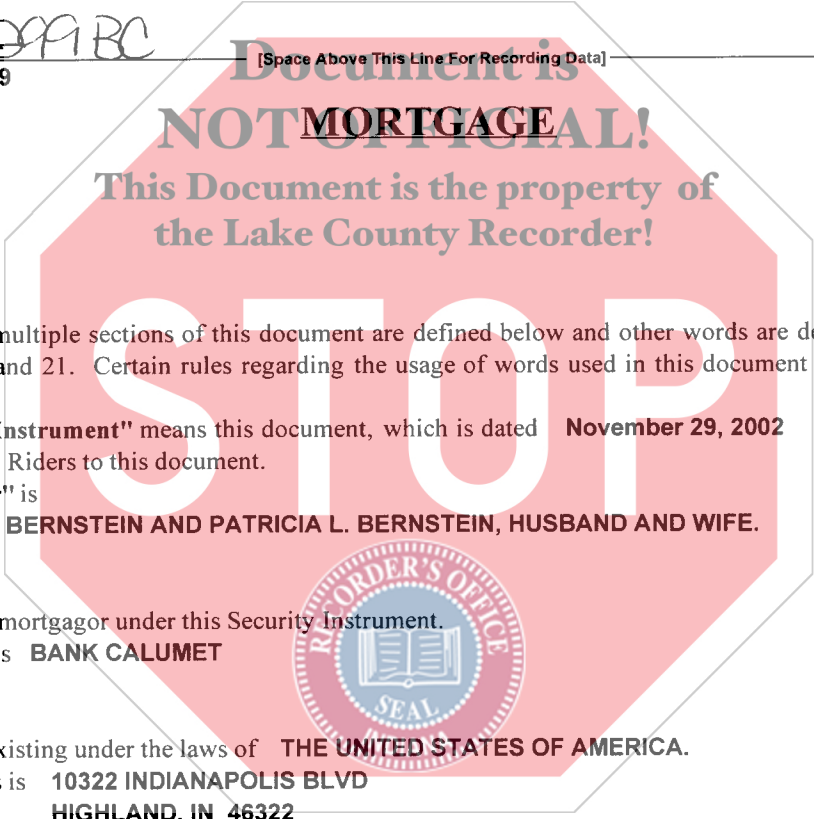 299 BC
9
[Space Above This Line For Recording Data]
Document is
NOT OFFICIAL!
MORTGAGE
This Document is the property of
the Lake County Recorder!
STOP
multiple sections of this document are defined below and other words are de
and 21. Certain rules regarding the usage of words used in this document
Instrument" means this document, which is dated November 29, 2002
Riders to this document.
" is
BERNSTEIN AND PATRICIA L. BERNSTEIN, HUSBAND AND WIFE.
mortgagor under this Security Instrument.
s BANK CALUMET
RECORDER'S OFFICE
SEAL
xisting under the laws of THE UNITED STATES OF AMERICA.
s is 10322 INDIANAPOLIS BLVD
HIGHLAND, IN 46322